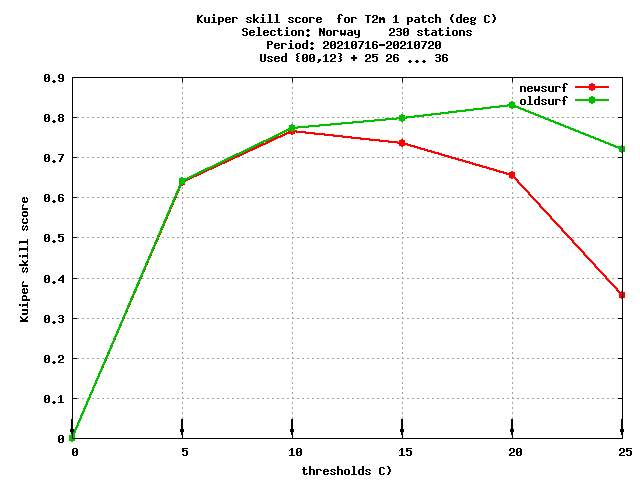 Kuiper skill score  for T2m 1 patch (deg C)
Selection: Norway    230 stations
Period: 20210716-20210720
Used {00,12} + 25 26 ... 36
newsurf
oldsurf
0.9
0.8
0.7
0.6
0.5
0.4
0.3
0.2
0.1
0
Kuiper skill score
0 5 10 15 20 25
thresholds C)